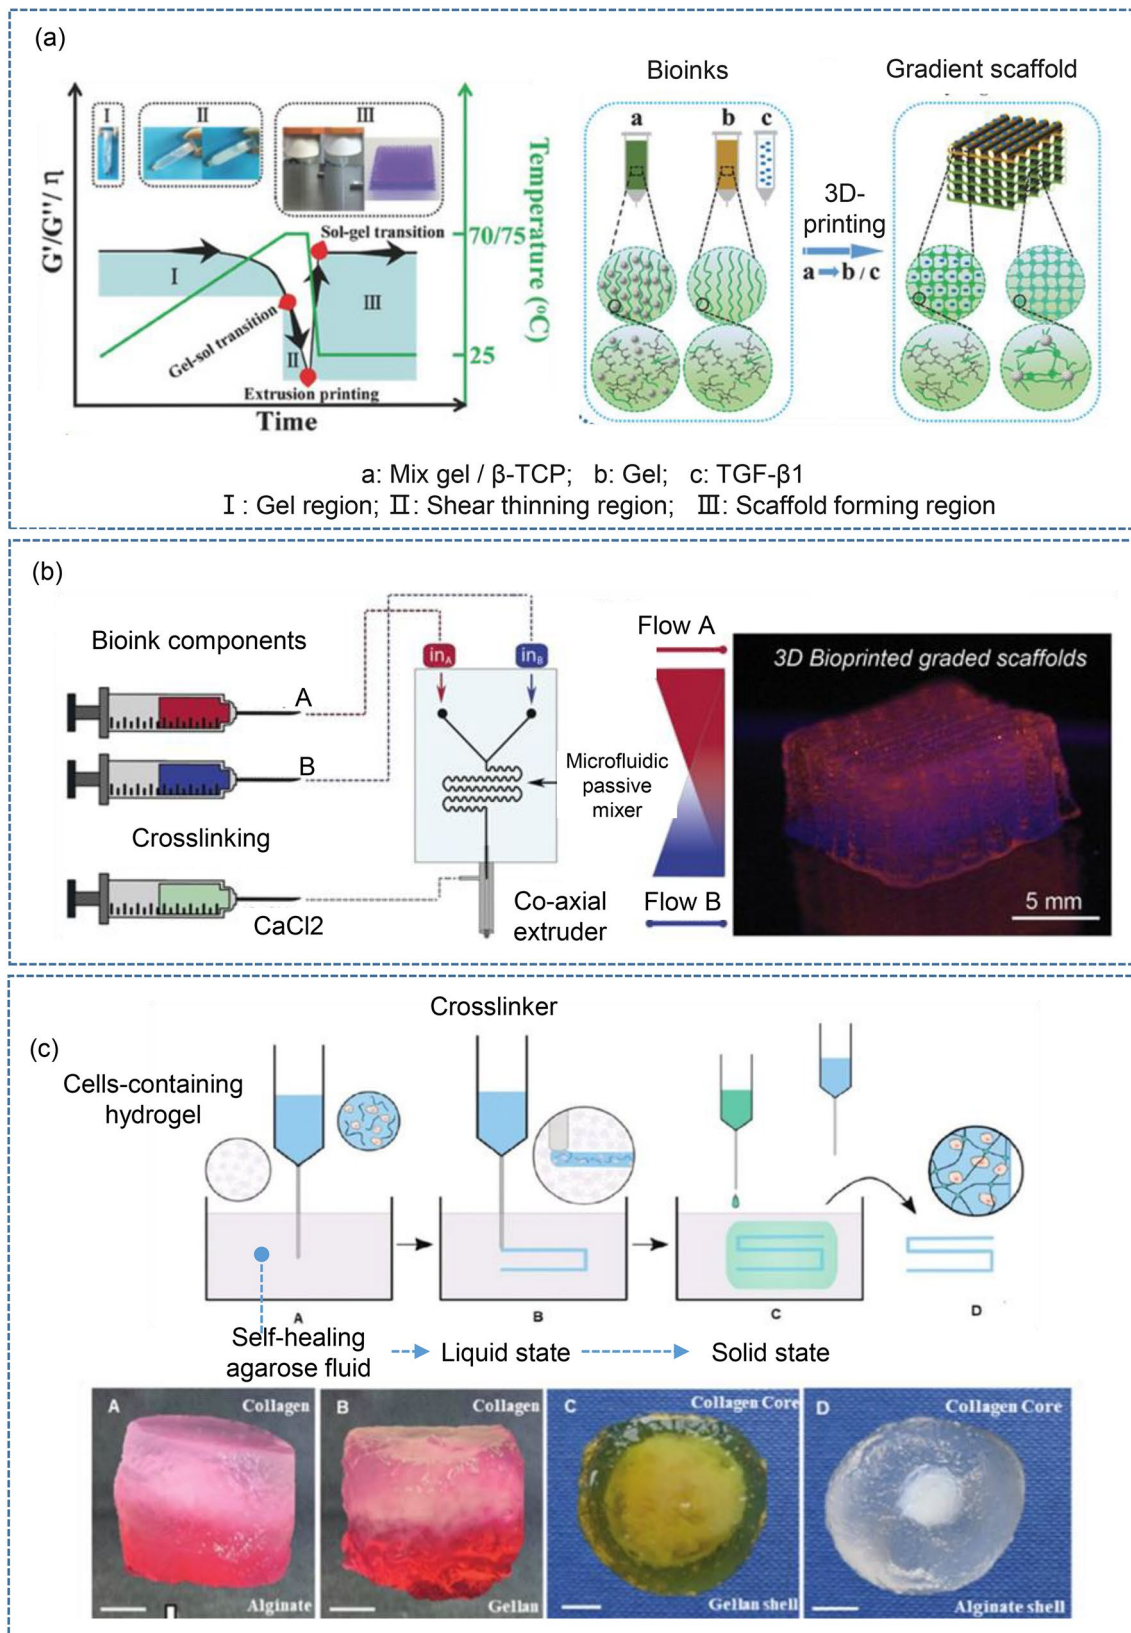 (a)
Bioinks
Gradient scaffold
G'/G''/ η
Temperature (⁰C)
Time
70/75
25
I
II
III
Sol-gel transition
I
III
Gel-sol transition
II
Extrusion printing
a
b
c
3D-
printing
a ➡ b / c
a: Mix gel / β-TCP; b: Gel; c: TGF-β1
I : Gel region; II: Shear thinning region; III: Scaffold forming region
(b)
Bioink components
A
B
Crosslinking
CaCl2
inA
inB
Microfluidic
passive
mixer
Co-axial
extruder
Flow A
Flow B
3D Bioprinted graded scaffolds
5 mm
(c)
Crosslinker
Cells-containing
hydrogel
A
B
C
D
Self-healing
agarose fluid
Liquid state
Solid state
A
Collagen
Alginate
B
Collagen
Gellan
C
Collagen Core
Gellan shell
D
Collagen Core
Alginate shell